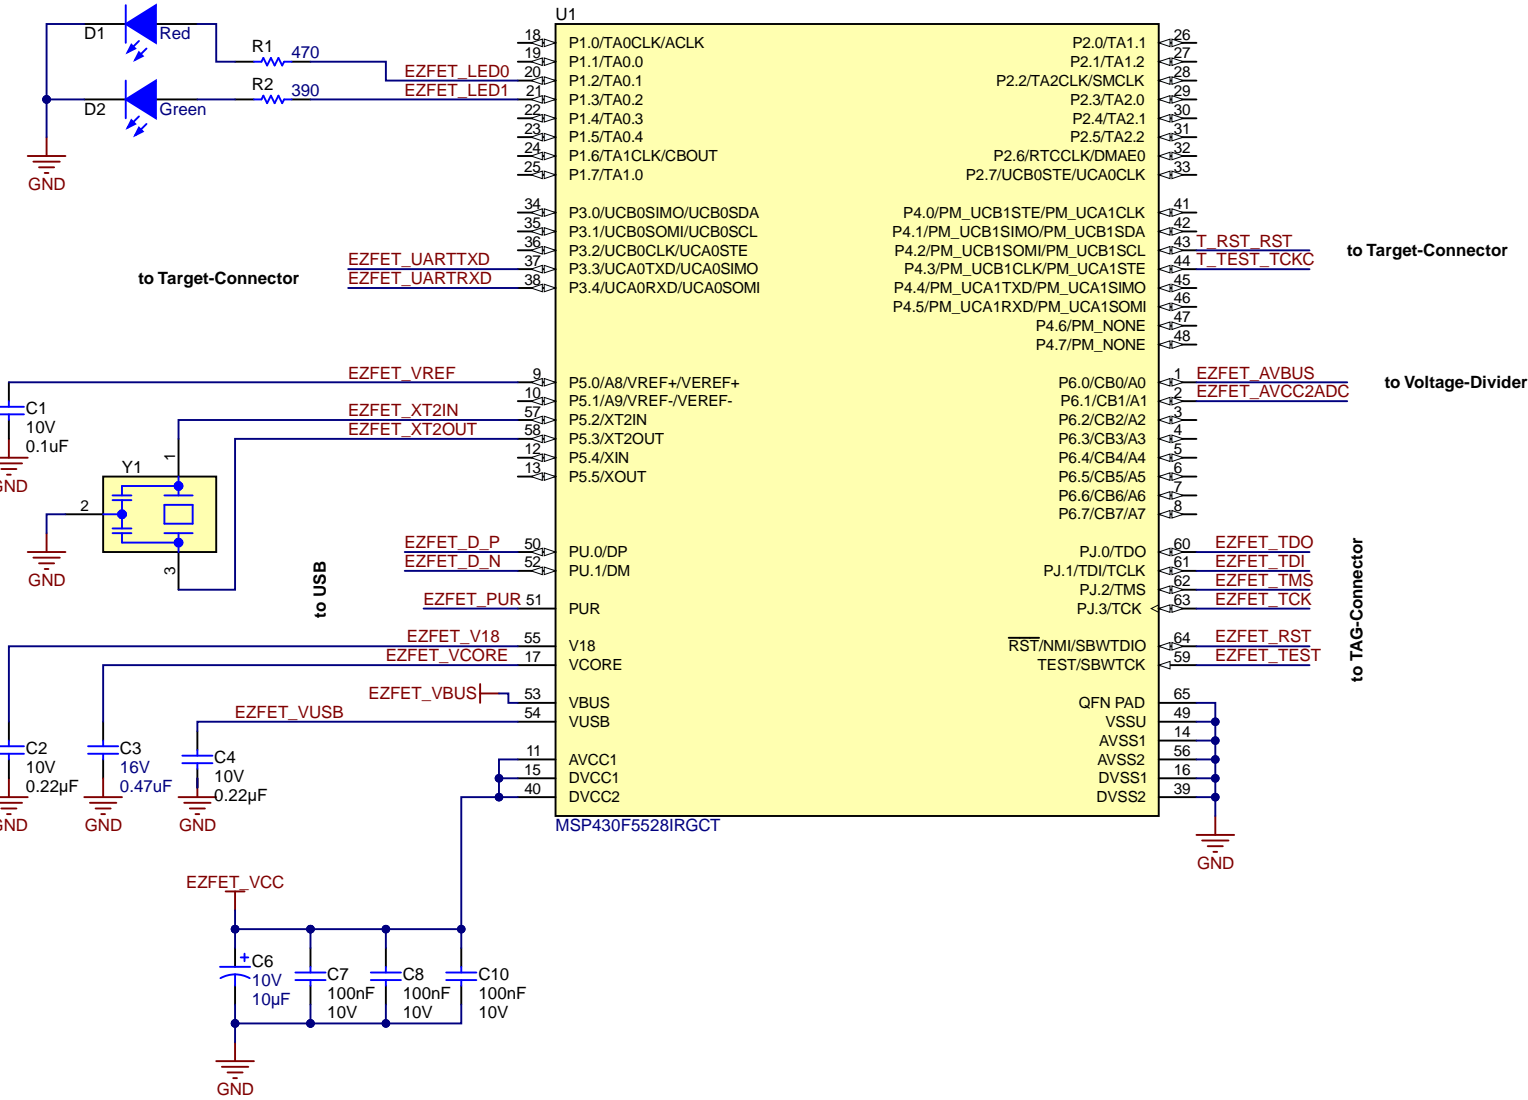 U1
D1
Red
R1
470
EZFET_LED0
R2
390
EZFET_LED1
D2
Green
GND
18 P1.0/TA0CLK/ACLK
19 P1.1/TA0.0
20 P1.2/TA0.1
21 P1.3/TA0.2
22 P1.4/TA0.3
23 P1.5/TA0.4
24 P1.6/TA1CLK/CBOUT
25 P1.7/TA1.0
P2.0/TA1.1 26
P2.1/TA1.2 27
P2.2/TA2CLK/SMCLK 28
P2.3/TA2.0 29
P2.4/TA2.1 30
P2.5/TA2.2 31
P2.6/RTCCLK/DMAE0 32
P2.7/UCB0STE/UCA0CLK 33
34 P3.0/UCB0SIMO/UCB0SDA
35 P3.1/UCB0SOMI/UCB0SCL
36 P3.2/UCB0CLK/UCA0STE
EZFET_UARTTXD 37 P3.3/UCA0TXD/UCA0SIMO
EZFET_UARTRXD 38 P3.4/UCA0RXD/UCA0SOMI
to Target-Connector
P4.0/PM_UCB1STE/PM_UCA1CLK 41
P4.1/PM_UCB1SIMO/PM_UCB1SDA 42
P4.2/PM_UCB1SOMI/PM_UCB1SCL 43 T_RST_RST
P4.3/PM_UCB1CLK/PM_UCA1STE 44 T_TEST_TCKC
P4.4/PM_UCA1TXD/PM_UCA1SIMO 45
P4.5/PM_UCA1RXD/PM_UCA1SOMI 46
P4.6/PM_NONE 47
P4.7/PM_NONE 48
to Target-Connector
EZFET_VREF 9 P5.0/A8/VREF+/VEREF+
10 P5.1/A9/VREF-/VEREF-
EZFET_XT2IN 57 P5.2/XT2IN
EZFET_XT2OUT 58 P5.3/XT2OUT
12 P5.4/XIN
13 P5.5/XOUT
C1
10V
0.1uF
GND
Y1
1
2
3
GND
P6.0/CB0/A0 1 EZFET_AVBUS
P6.1/CB1/A1 2 EZFET_AVCC2ADC
P6.2/CB2/A2 3
P6.3/CB3/A3 4
P6.4/CB4/A4 5
P6.5/CB5/A5 6
P6.6/CB6/A6 7
P6.7/CB7/A7 8
to Voltage-Divider
EZFET_D_P 50 PU.0/DP
EZFET_D_N 52 PU.1/DM
EZFET_PUR 51 PUR
to USB
PJ.0/TDO 60 EZFET_TDO
PJ.1/TDI/TCLK 61 EZFET_TDI
PJ.2/TMS 62 EZFET_TMS
PJ.3/TCK 63 EZFET_TCK
RST/NMI/SBWTDIO 64 EZFET_RST
TEST/SBWTCK 59 EZFET_TEST
to TAG-Connector
EZFET_V18 55 V18
EZFET_VCORE 17 VCORE
EZFET_VBUS 53 VBUS
EZFET_VUSB 54 VUSB
11 AVCC1
15 DVCC1
40 DVCC2
QFN PAD 65
VSSU 49
AVSS1 14
AVSS2 56
DVSS1 16
DVSS2 39
GND
MSP430F5528IRGCT
C2
10V
0.22µF
GND
C3
16V
0.47uF
GND
C4
10V
0.22µF
GND
EZFET_VCC
C6
10V
10µF
C7
100nF
10V
C8
100nF
10V
C10
100nF
10V
GND